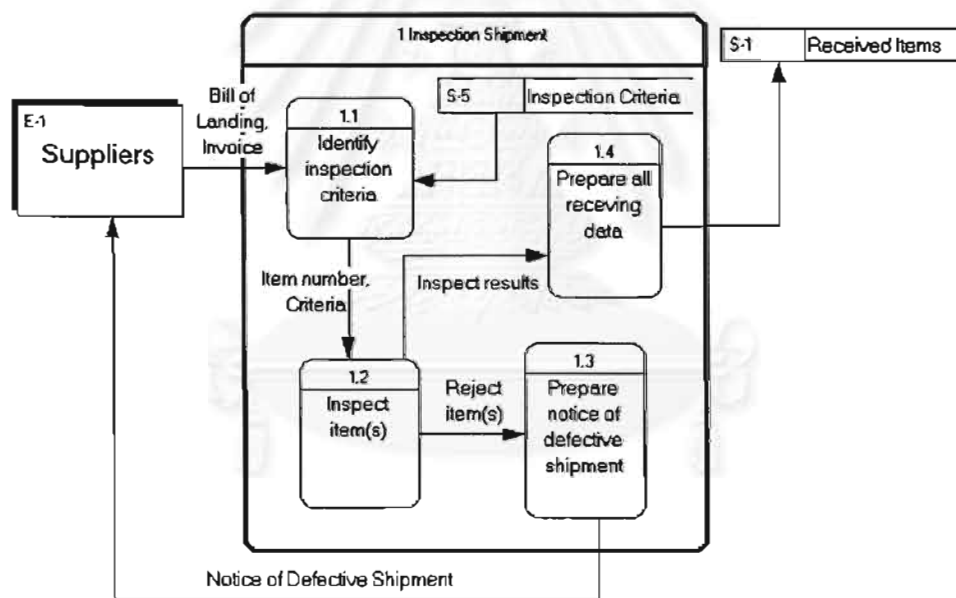 1 Inspection Shipment
S-1 Received Items
E-1
Suppliers
Bill of
Landing,
Invoice
1.1
Identify
inspection
criteria
S-5 Inspection Criteria
1.4
Prepare all
receving
data
Item number,
Criteria
Inspect results
1.2
Inspect
item(s)
Reject
item(s)
1.3
Prepare
notice of
defective
shipment
Notice of Defective Shipment